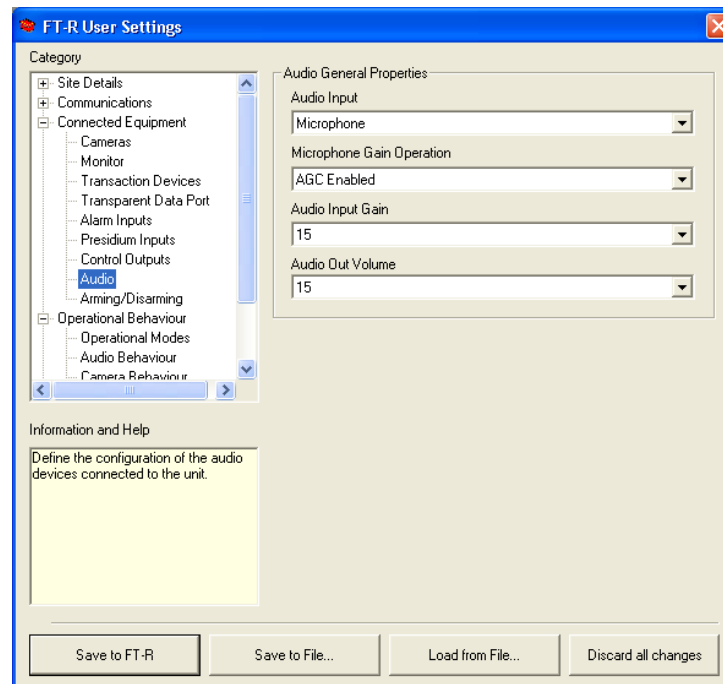 FT-R User Settings
Category
Site Details
Communications
Connected Equipment
Cameras
Monitor
Transaction Devices
Transparent Data Port
Alarm Inputs
Presidium Inputs
Control Outputs
Audio
Arming/Disarming
Operational Behaviour
Operational Modes
Audio Behaviour
Camera Behaviour
Information and Help
Define the configuration of the audio
devices connected to the unit.
Audio General Properties
Audio Input
Microphone
Microphone Gain Operation
AGC Enabled
Audio Input Gain
15
Audio Out Volume
15
Save to FT-R
Save to File...
Load from File...
Discard all changes